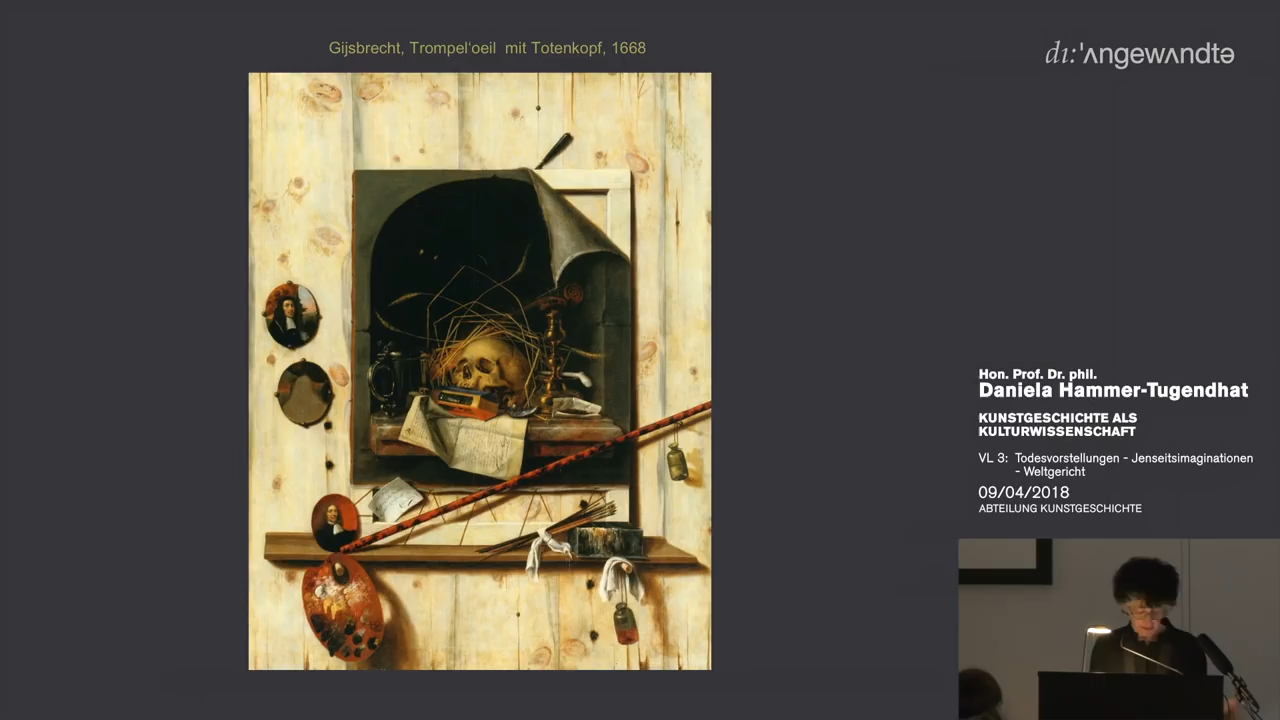 Gijsbrecht, Trompel'oeil mit Totenkopf, 1668
dı:'ʌngewʌndtə
Hon. Prof. Dr. phil.
Daniela Hammer-Tugendhat
KUNSTGESCHICHTE ALS
KULTURWISSENSCHAFT
VL 3: Todesvorstellungen - Jenseitsimaginationen
- Weltgericht
09/04/2018
ABTEILUNG KUNSTGESCHICHTE